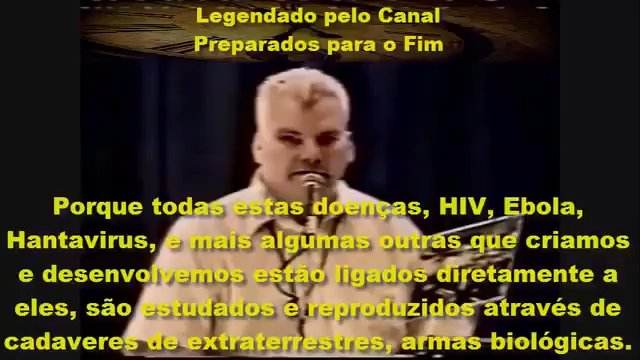 Legendado pelo Canal
Preparados para o Fim
Porque todas estas doenças, HIV, Ebola,
Hantavirus, e mais algumas outras que criamos
e desenvolvemos estão ligados diretamente a
eles, são estudados e reproduzidos através de
cadaveres de extraterrestres, armas biológicas.